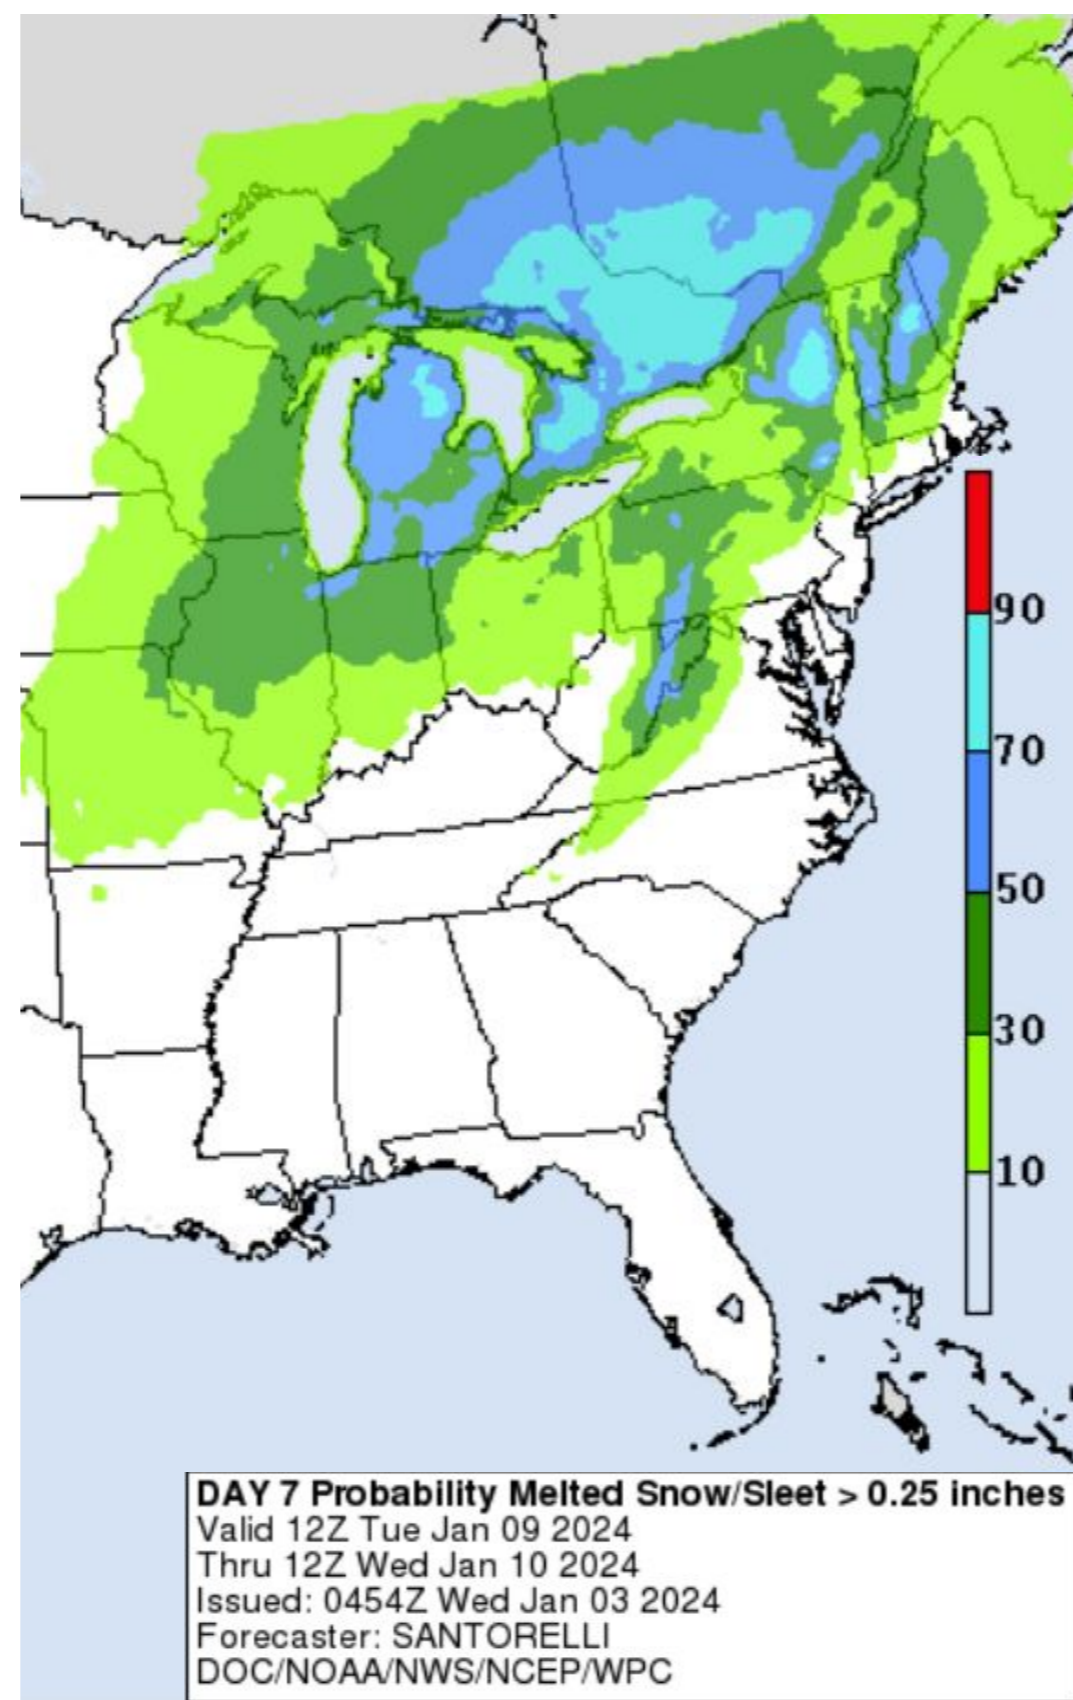 90
70
50
30
10
DAY 7 Probability Melted Snow/Sleet > 0.25 inches
Valid 12Z Tue Jan 09 2024
Thru 12Z Wed Jan 10 2024
Issued: 0454Z Wed Jan 03 2024
Forecaster: SANTORELLI
DOC/NOAA/NWS/NCEP/WPC